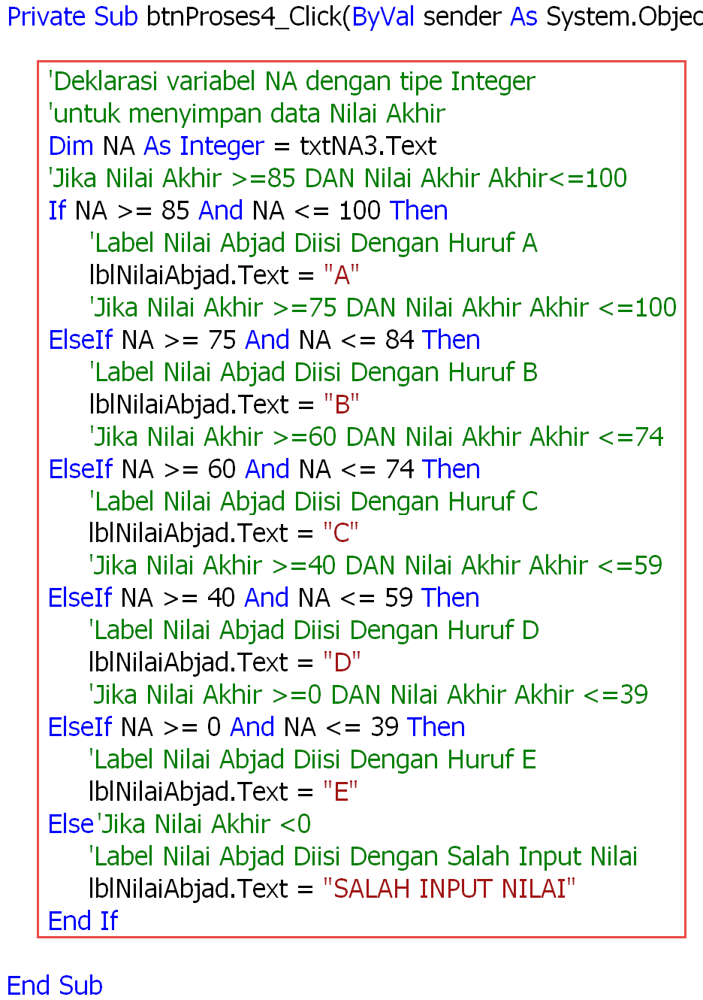 Private Sub btnProses4_Click(ByVal sender As System.Objec
'Deklarasi variabel NA dengan tipe Integer
'untuk menyimpan data Nilai Akhir
Dim NA As Integer = txtNA3.Text
'Jika Nilai Akhir >=85 DAN Nilai Akhir Akhir<=100
If NA >= 85 And NA <= 100 Then
'Label Nilai Abjad Diisi Dengan Huruf A
lblNilaiAbjad.Text = "A"
'Jika Nilai Akhir >=75 DAN Nilai Akhir Akhir <=100
ElseIf NA >= 75 And NA <= 84 Then
'Label Nilai Abjad Diisi Dengan Huruf B
lblNilaiAbjad.Text = "B"
'Jika Nilai Akhir >=60 DAN Nilai Akhir Akhir <=74
ElseIf NA >= 60 And NA <= 74 Then
'Label Nilai Abjad Diisi Dengan Huruf C
lblNilaiAbjad.Text = "C"
'Jika Nilai Akhir >=40 DAN Nilai Akhir Akhir <=59
ElseIf NA >= 40 And NA <= 59 Then
'Label Nilai Abjad Diisi Dengan Huruf D
lblNilaiAbjad.Text = "D"
'Jika Nilai Akhir >=0 DAN Nilai Akhir Akhir <=39
ElseIf NA >= 0 And NA <= 39 Then
'Label Nilai Abjad Diisi Dengan Huruf E
lblNilaiAbjad.Text = "E"
Else'Jika Nilai Akhir <0
'Label Nilai Abjad Diisi Dengan Salah Input Nilai
lblNilaiAbjad.Text = "SALAH INPUT NILAI"
End If
End Sub